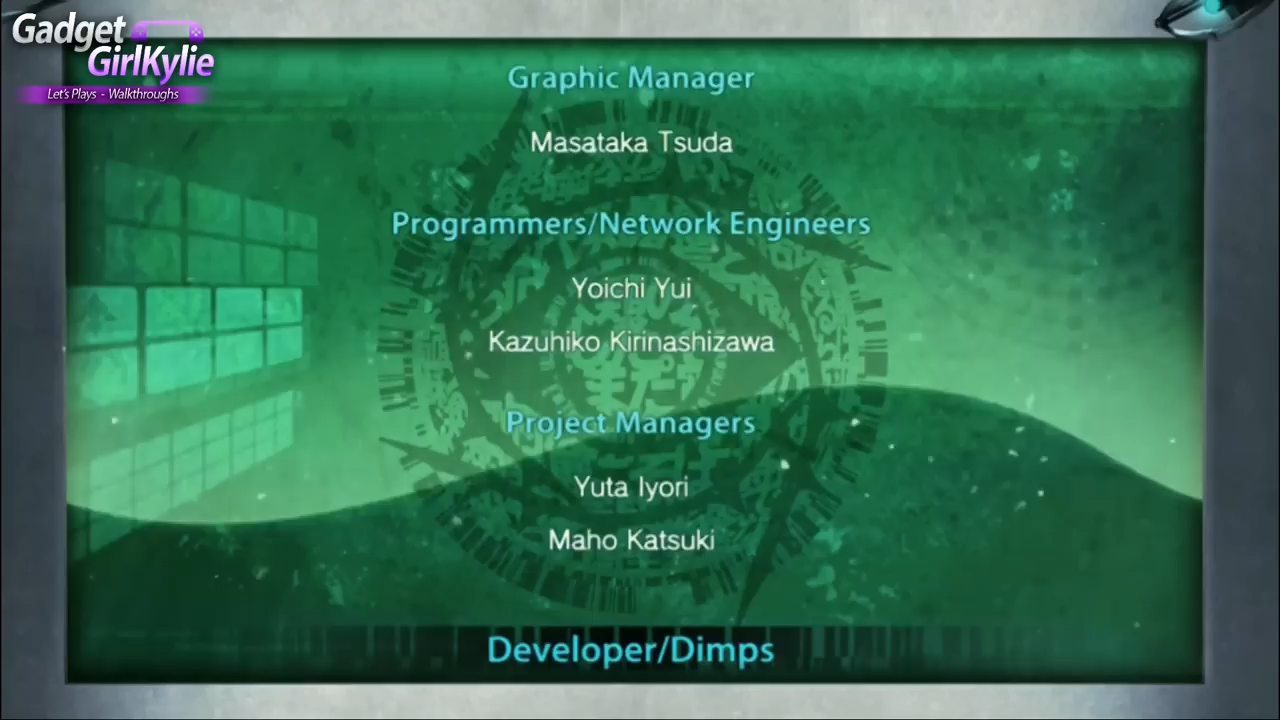 Gadget
GirlKylie
Let's Plays - Walkthroughs
Graphic Manager
Masataka Tsuda
Programmers/Network Engineers
Yoichi Yui
Kazuhiko Kirinashizawa
Project Managers
Yuta Iyori
Maho Katsuki
Developer/Dimps